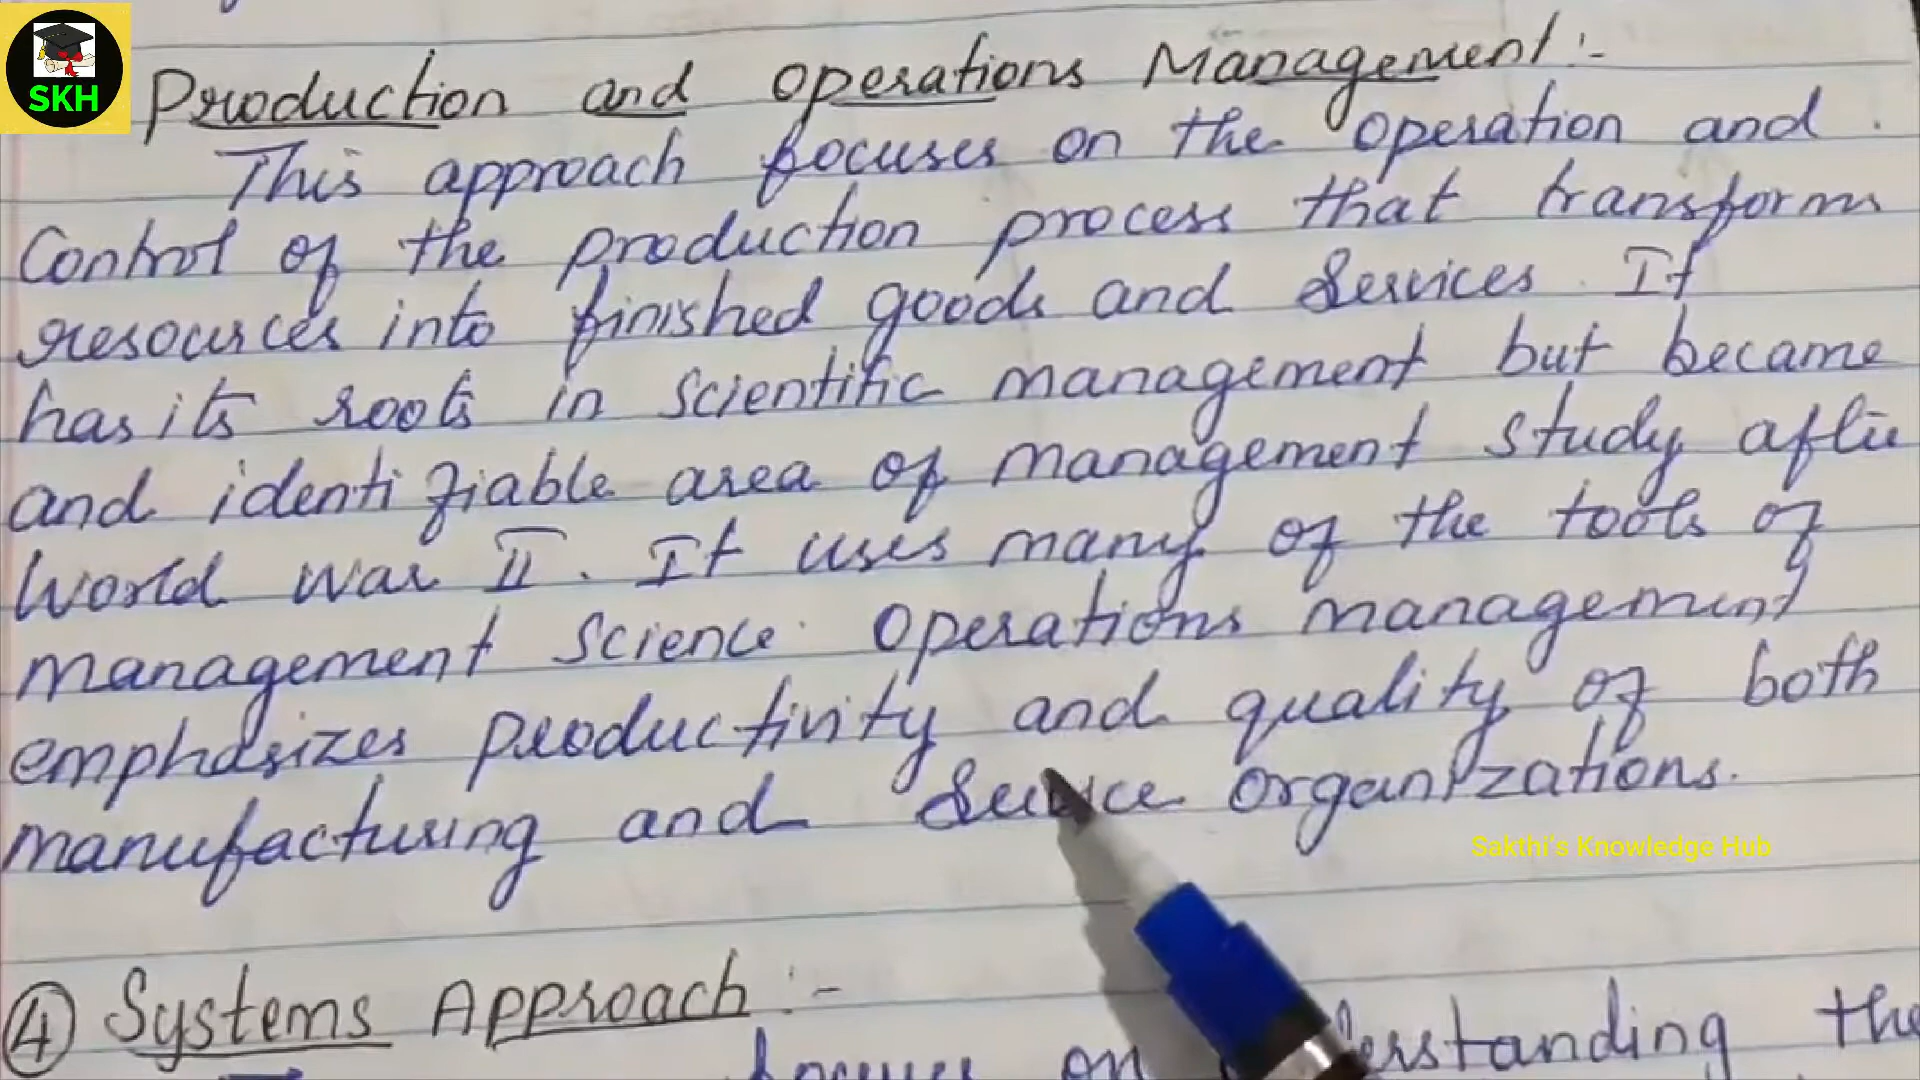 SKH
Production and Operations Management :-
This approach focuses on the operation and
Control of the production process that transforms
resources into finished goods and Services. It
has its roots in scientific management but became
and identifiable area of management study after
World War II. It uses many of the tools of
management science. Operations management
emphasizes productivity and quality of both
manufacturing and Service organizations.
Sakthi's Knowledge Hub
④ Systems Approach :-
focuses on the